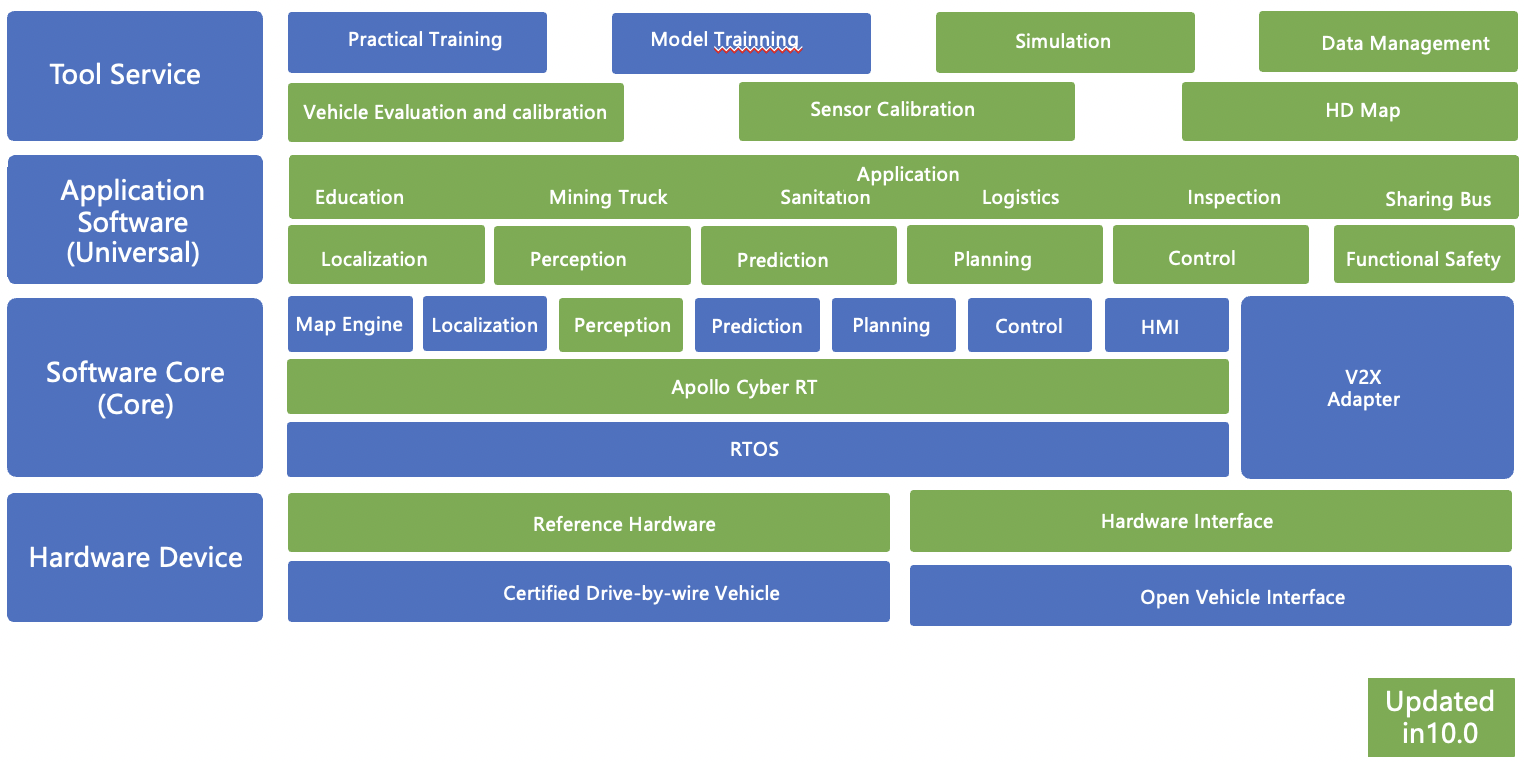 Tool Service
Practical Training
Model Trainning
Simulation
Data Management
Vehicle Evaluation and calibration
Sensor Calibration
HD Map
Application
Software
(Universal)
Application
Education
Mining Truck
Sanitation
Logistics
Inspection
Sharing Bus
Localization
Perception
Prediction
Planning
Control
Functional Safety
Software Core
(Core)
Map Engine
Localization
Perception
Prediction
Planning
Control
HMI
V2X
Adapter
Apollo Cyber RT
RTOS
Hardware Device
Reference Hardware
Hardware Interface
Certified Drive-by-wire Vehicle
Open Vehicle Interface
Updated
in10.0